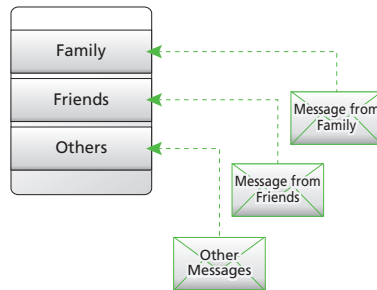 Family
Friends
Others
Message from
Family
Message from
Friends
Other
Messages